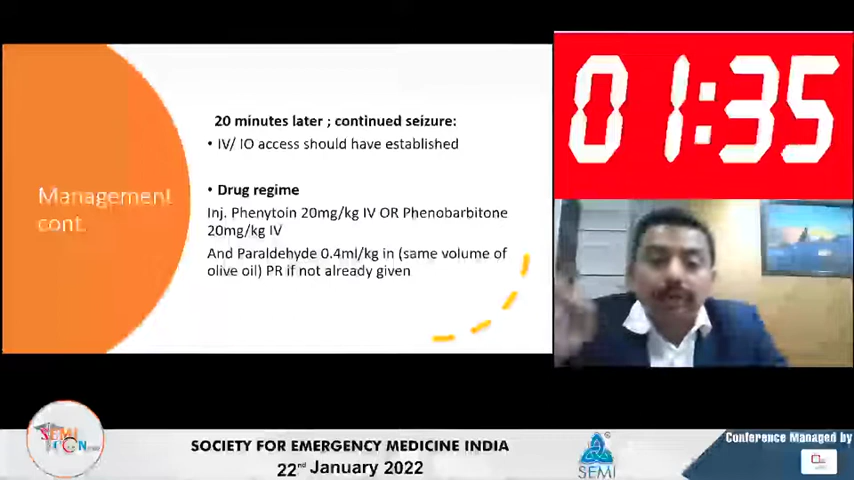 Management
cont.
20 minutes later ; continued seizure:
• IV/ IO access should have established
• Drug regime
Inj. Phenytoin 20mg/kg IV OR Phenobarbitone
20mg/kg IV
And Paraldehyde 0.4ml/kg in (same volume of
olive oil) PR if not already given
01:35
SOCIETY FOR EMERGENCY MEDICINE INDIA
22nd January 2022
SEMI
Conference Managed by